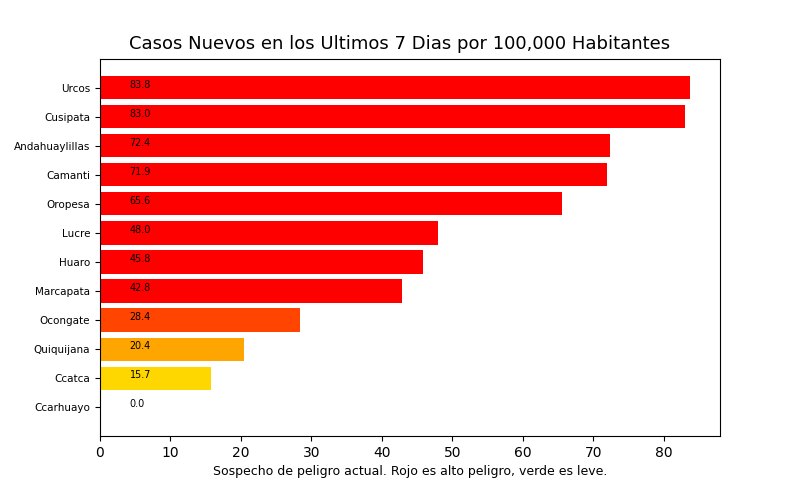 Casos Nuevos en los Ultimos 7 Dias por 100,000 Habitantes
Urcos 83.8
Cusipata 83.0
Andahuaylillas 72.4
Camanti 71.9
Oropesa 65.6
Lucre 48.0
Huaro 45.8
Marcapata 42.8
Ocongate 28.4
Quiquijana 20.4
Ccatca 15.7
Ccarhuayo 0.0
0 10 20 30 40 50 60 70 80
Sospecho de peligro actual. Rojo es alto peligro, verde es leve.